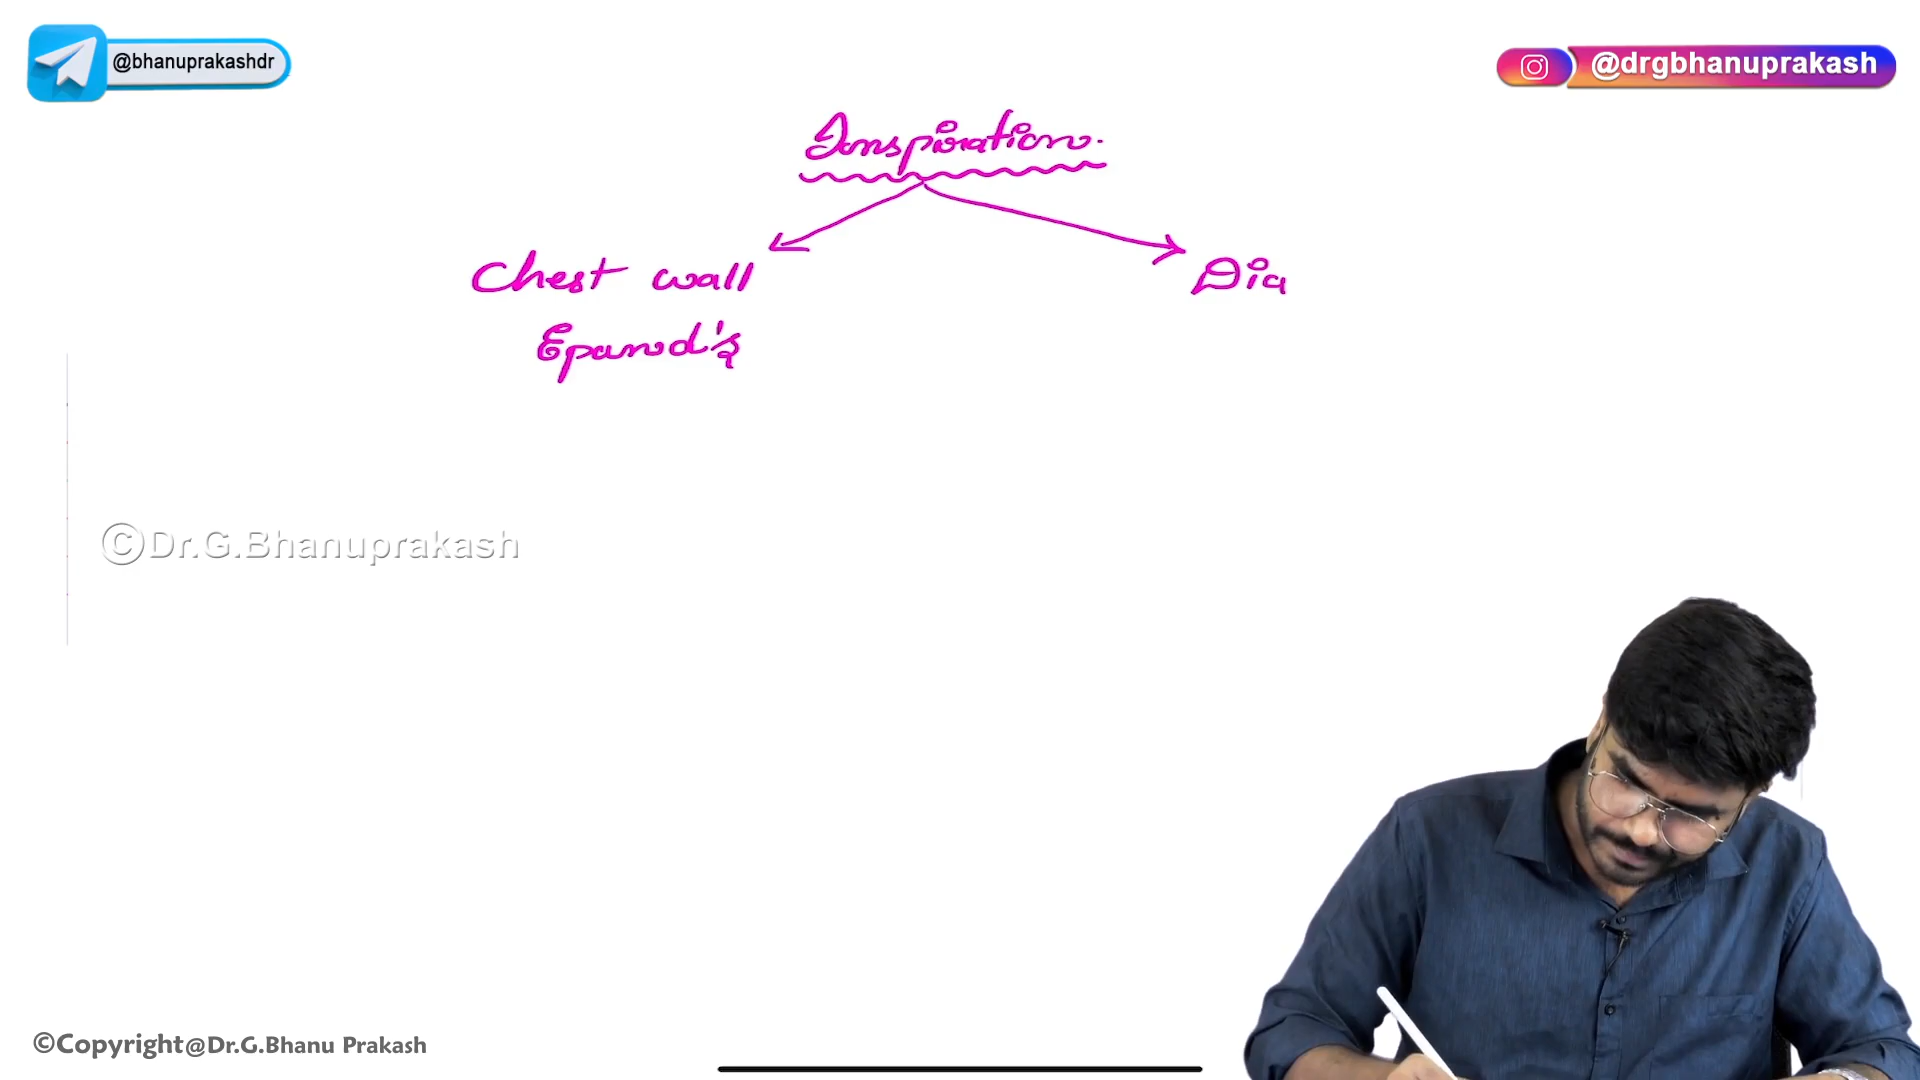 @bhanuprakashdr
@drgbhanuprakash
Inspiration.
Chest wall
Dia
Epand's
©Dr.G.Bhanuprakash
©Copyright@Dr.G.Bhanu Prakash